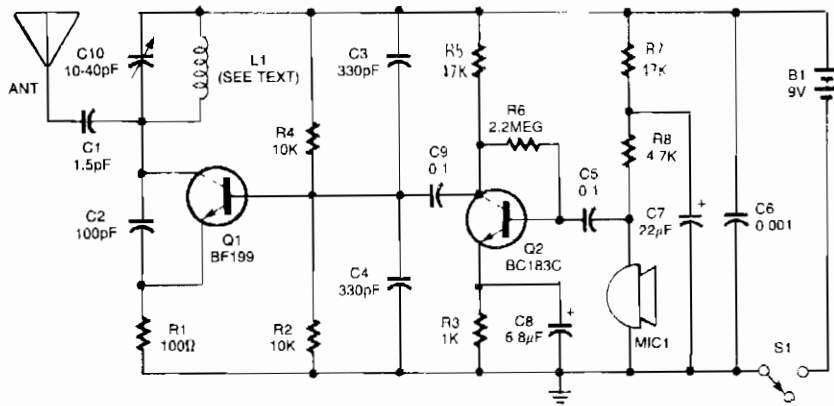 ANT
C10
10-40pF
L1
(SEE TEXT)
C1
1.5pF
C2
100pF
Q1
BF199
R1
100Ω
R4
10K
R2
10K
C3
330pF
C4
330pF
C9
0.1
R5
47K
R6
2.2MEG
Q2
BC183C
R3
1K
C8
6.8µF
+
C5
0.1
R7
R8
4.7K
MIC1
C7
22µF
+
C6
0.001
B1
9V
S1